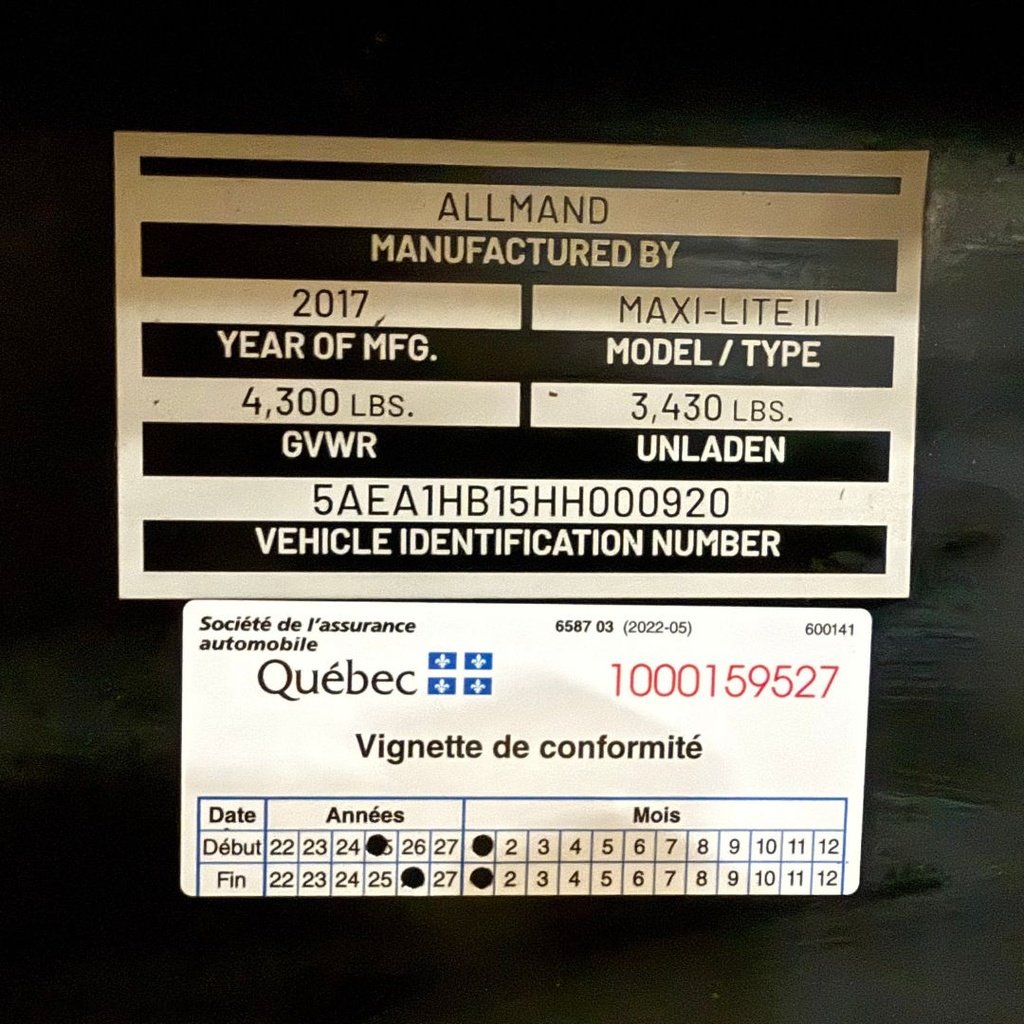 ALLMAND
MANUFACTURED BY
2017 MAXI-LITE II
YEAR OF MFG. MODEL / TYPE
4,300 LBS. 3,430 LBS.
GVWR UNLADEN
5AEA1HB15HH000920
VEHICLE IDENTIFICATION NUMBER
Société de l'assurance automobile 6587 03 (2022-05) 600141
Québec 1000159527
Vignette de conformité
Date Années Mois
Début 22 23 24 26 27 2 3 4 5 6 7 8 9 10 11 12
Fin 22 23 24 25 27 2 3 4 5 6 7 8 9 10 11 12